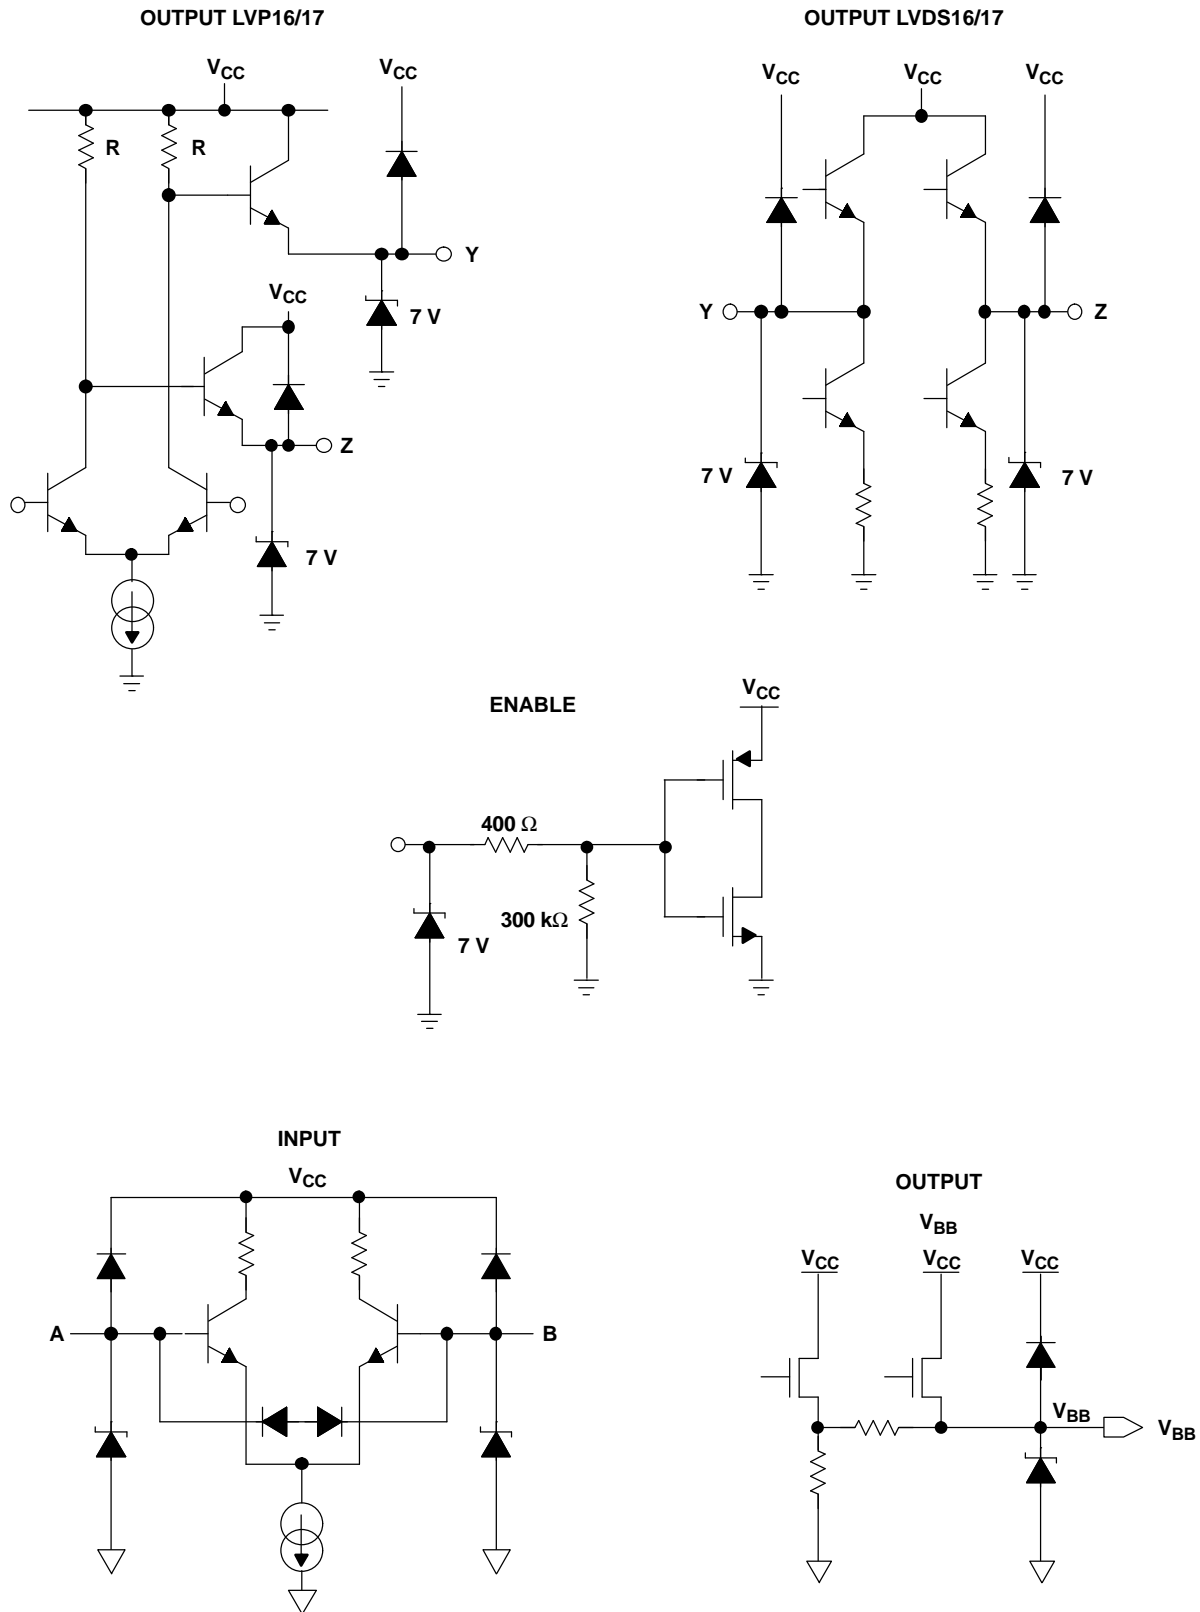 OUTPUT LVP16/17
OUTPUT LVDS16/17
VCC
VCC
VCC
VCC
VCC
R
R
Y
VCC
7 V
Y
Z
Z
7 V
7 V
7 V
ENABLE
VCC
400 Ω
300 kΩ
7 V
INPUT
VCC
OUTPUT
VBB
VCC
VCC
VCC
A
B
VBB
VBB